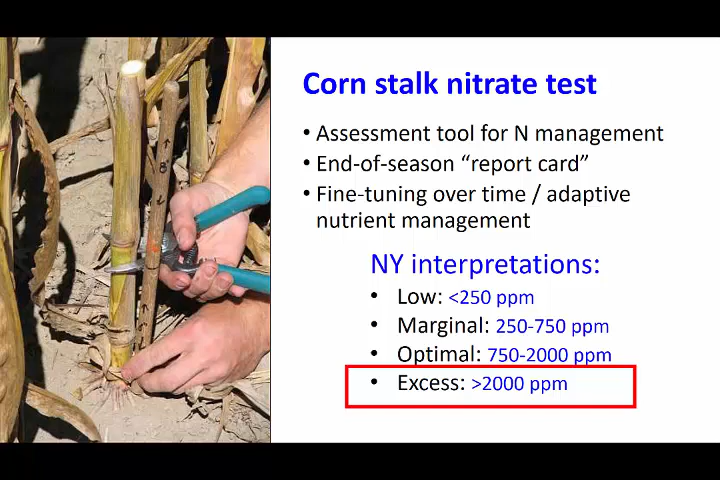 Corn stalk nitrate test
• Assessment tool for N management
• End-of-season “report card”
• Fine-tuning over time / adaptive
nutrient management
NY interpretations:
• Low: <250 ppm
• Marginal: 250-750 ppm
• Optimal: 750-2000 ppm
• Excess: >2000 ppm